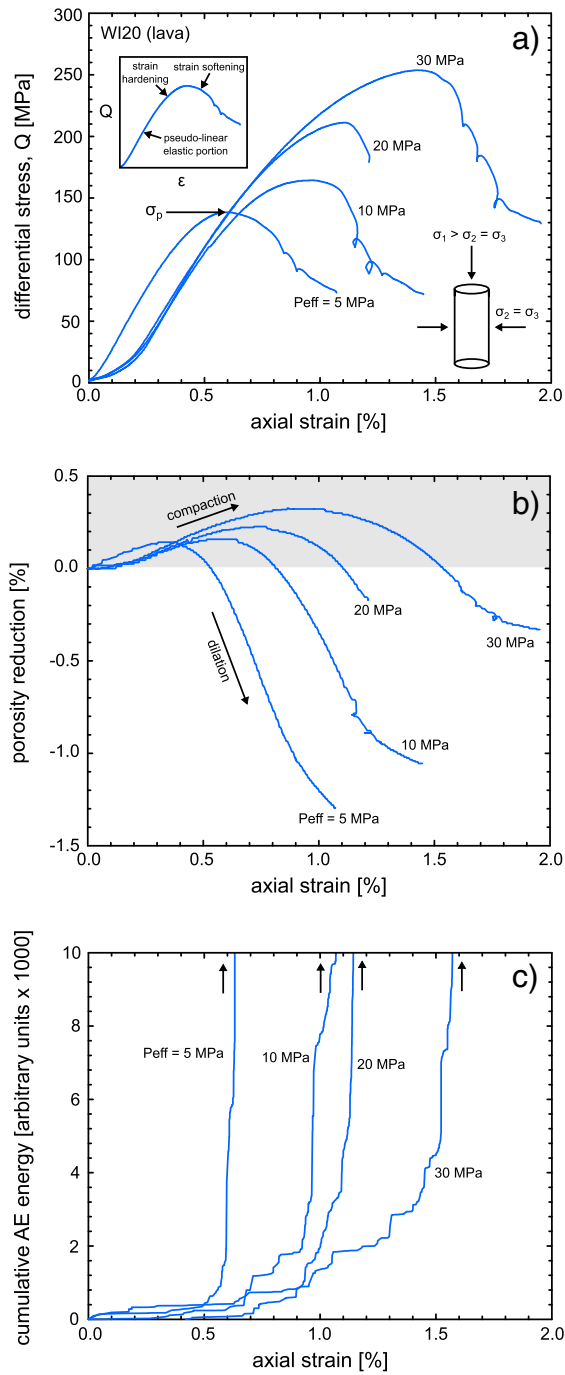 a)
WI20 (lava)
strain
hardening
strain softening
Q
pseudo-linear
elastic portion
ε
30 MPa
20 MPa
10 MPa
σp
Peff = 5 MPa
σ1 > σ2 = σ3
σ2 = σ3
differential stress, Q [MPa]
300
250
200
150
100
50
0
0.0
0.5
1.0
1.5
2.0
axial strain [%]
b)
compaction
dilation
20 MPa
30 MPa
10 MPa
Peff = 5 MPa
porosity reduction [%]
0.5
0.0
-0.5
-1.0
-1.5
0.0
0.5
1.0
1.5
2.0
axial strain [%]
c)
Peff = 5 MPa
10 MPa
20 MPa
30 MPa
cumulative AE energy [arbitrary units x 1000]
10
8
6
4
2
0
0.0
0.5
1.0
1.5
2.0
axial strain [%]